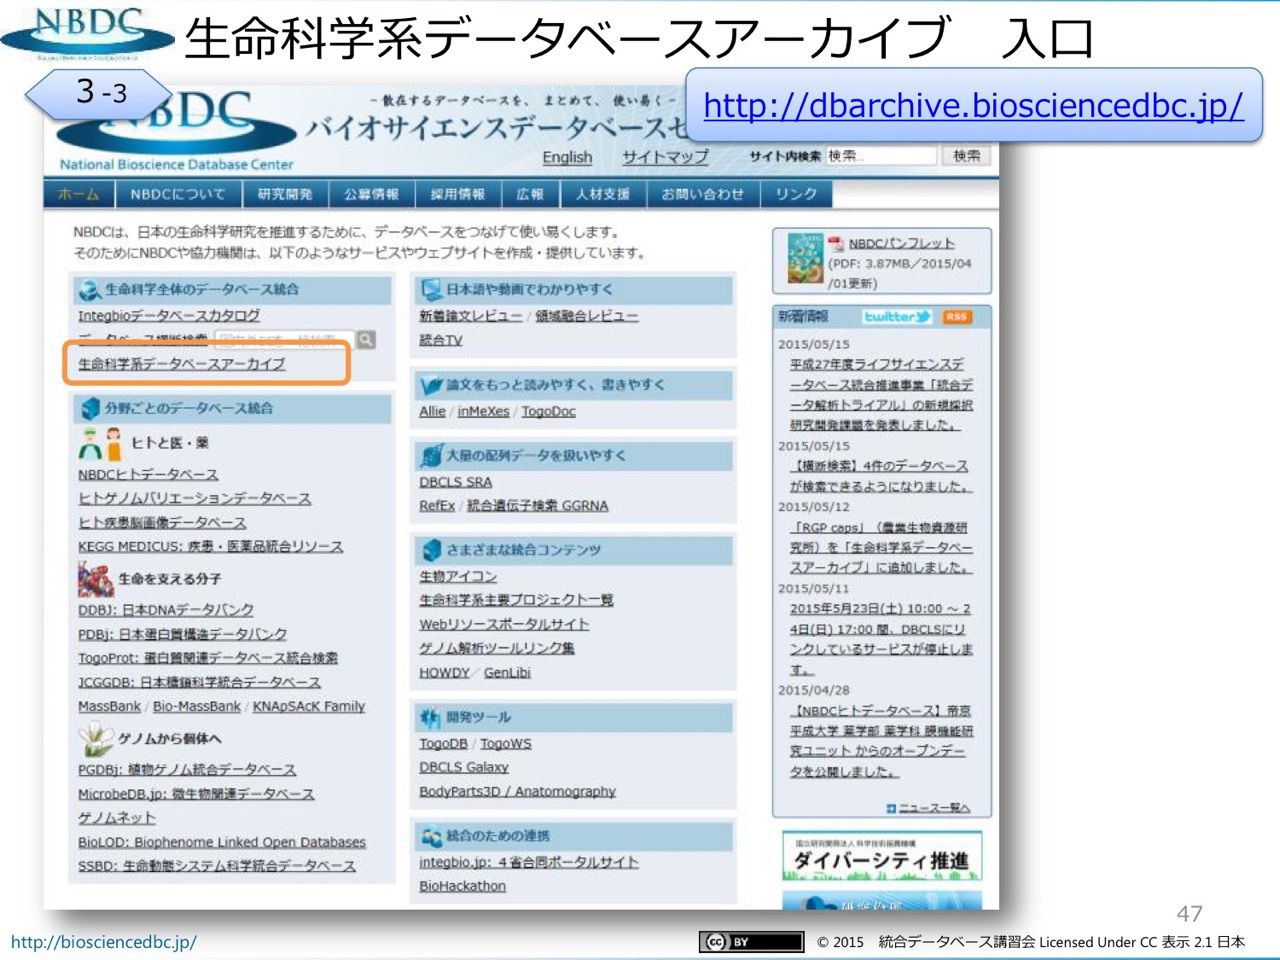 NBDC
生命科学系データベースアーカイブ　入口
3-3
http://dbarchive.biosciencedbc.jp/
NBDC
National Bioscience Database Center
- 散在するデータベースを、まとめて、使い易く -
バイオサイエンスデータベースセ
English サイトマップ サイト内検索 検索... 検索
ホーム NBDCについて 研究開発 公募情報 採用情報 広報 人材支援 お問い合わせ リンク
NBDCは、日本の生命科学研究を推進するために、データベースをつなげて使い易くします。
そのためにNBDCや協力機関は、以下のようなサービスやウェブサイトを作成・提供しています。
生命科学全体のデータベース統合
Integbioデータベースカタログ
データベース横断検索
生命科学系データベースアーカイブ
分野ごとのデータベース統合
ヒトと医・薬
NBDCヒトデータベース
ヒトゲノムバリエーションデータベース
ヒト疾患脳画像データベース
KEGG MEDICUS: 疾患・医薬品統合リソース
生命を支える分子
DDBJ: 日本DNAデータバンク
PDBj: 日本蛋白質構造データバンク
TogoProt: 蛋白質関連データベース統合検索
JCGGDB: 日本糖鎖科学統合データベース
MassBank / Bio-MassBank / KNApSAcK Family
ゲノムから個体へ
PGDBj: 植物ゲノム統合データベース
MicrobeDB.jp: 微生物関連データベース
ゲノムネット
BioLOD: Biophenome Linked Open Databases
SSBD: 生命動態システム科学統合データベース
日本語や動画でわかりやすく
新着論文レビュー / 領域融合レビュー
統合TV
論文をもっと読みやすく、書きやすく
Allie / inMeXes / TogoDoc
大量の配列データを扱いやすく
DBCLS SRA
RefEx / 統合遺伝子検索 GGRNA
さまざまな統合コンテンツ
生物アイコン
生命科学系主要プロジェクト一覧
Webリソースポータルサイト
ゲノム解析ツールリンク集
HOWDY / GenLibi
開発ツール
TogoDB / TogoWS
DBCLS Galaxy
BodyParts3D / Anatomography
統合のための連携
integbio.jp: 4省合同ポータルサイト
BioHackathon
NBDCパンフレット
(PDF: 3.87MB／2015/04
/01更新)
新着情報 twitter RSS
2015/05/15
平成27年度ライフサイエンスデ
ータベース統合推進事業「統合デ
ータ解析トライアル」の新規採択
研究開発課題を発表しました。
2015/05/15
【横断検索】4件のデータベース
が検索できるようになりました。
2015/05/12
「RGP caps」（農業生物資源研
究所）を「生命科学系データベー
スアーカイブ」に追加しました。
2015/05/11
2015年5月23日(土) 10:00 ～ 2
4日(日) 17:00 間、DBCLSにリ
ンクしているサービスが停止しま
す。
2015/04/28
【NBDCヒトデータベース】帝京
平成大学 薬学部 薬学科 膜機能研
究ユニット からのオープンデー
タを公開しました。
ニュース一覧へ
国立研究開発法人 科学技術振興機構
ダイバーシティ推進
47
http://biosciencedbc.jp/
cc BY
© 2015　統合データベース講習会 Licensed Under CC 表示 2.1 日本